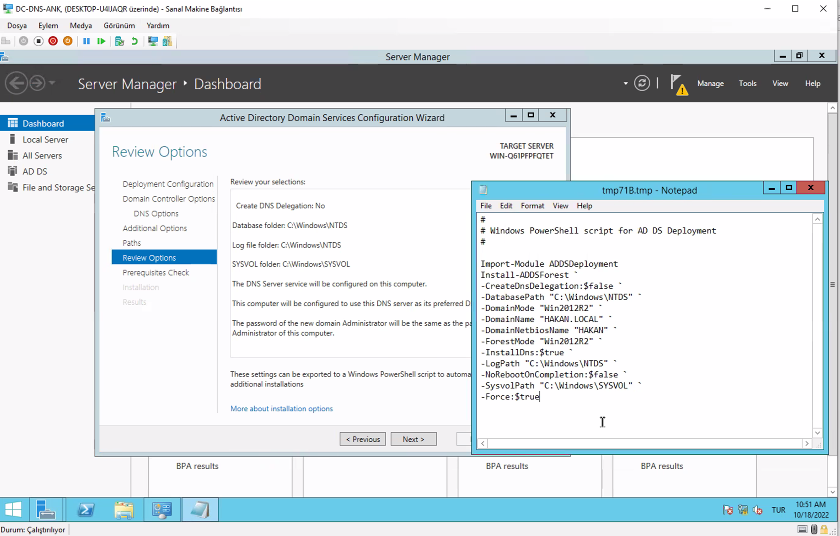 DC-DNS-ANK, (DESKTOP-U4IJAQR (üzerinde) - Sanal Makine Bağlantısı
Dosya Eylem Medya Görünüm Yardım
Server Manager
Server Manager ‣ Dashboard
Manage Tools View Help
Dashboard
Local Server
All Servers
AD DS
File and Storage Se
Active Directory Domain Services Configuration Wizard
Review Options
TARGET SERVER
WIN-Q61PFPFQTET
Deployment Configuration
Domain Controller Options
DNS Options
Additional Options
Paths
Review Options
Prerequisites Check
Installation
Results
Review your selections:
Create DNS Delegation: No
Database folder: C:\Windows\NTDS
Log file folder: C:\Windows\NTDS
SYSVOL folder: C:\Windows\SYSVOL
The DNS Server service will be configured on this computer.
This computer will be configured to use this DNS server as its preferred D
The password of the new domain Administrator will be the same as the pa
Administrator of this computer.
These settings can be exported to a Windows PowerShell script to automa
additional installations
More about installation options
< Previous Next >
tmp71B.tmp - Notepad
File Edit Format View Help
#
# Windows PowerShell script for AD DS Deployment
#
Import-Module ADDSDeployment
Install-ADDSForest `
-CreateDnsDelegation:$false `
-DatabasePath "C:\Windows\NTDS" `
-DomainMode "Win2012R2" `
-DomainName "HAKAN.LOCAL" `
-DomainNetbiosName "HAKAN" `
-ForestMode "Win2012R2" `
-InstallDns:$true `
-LogPath "C:\Windows\NTDS" `
-NoRebootOnCompletion:$false `
-SysvolPath "C:\Windows\SYSVOL" `
-Force:$true
BPA results BPA results BPA results
TUR
10:51 AM
10/18/2022
Durum: Çalıştırılıyor